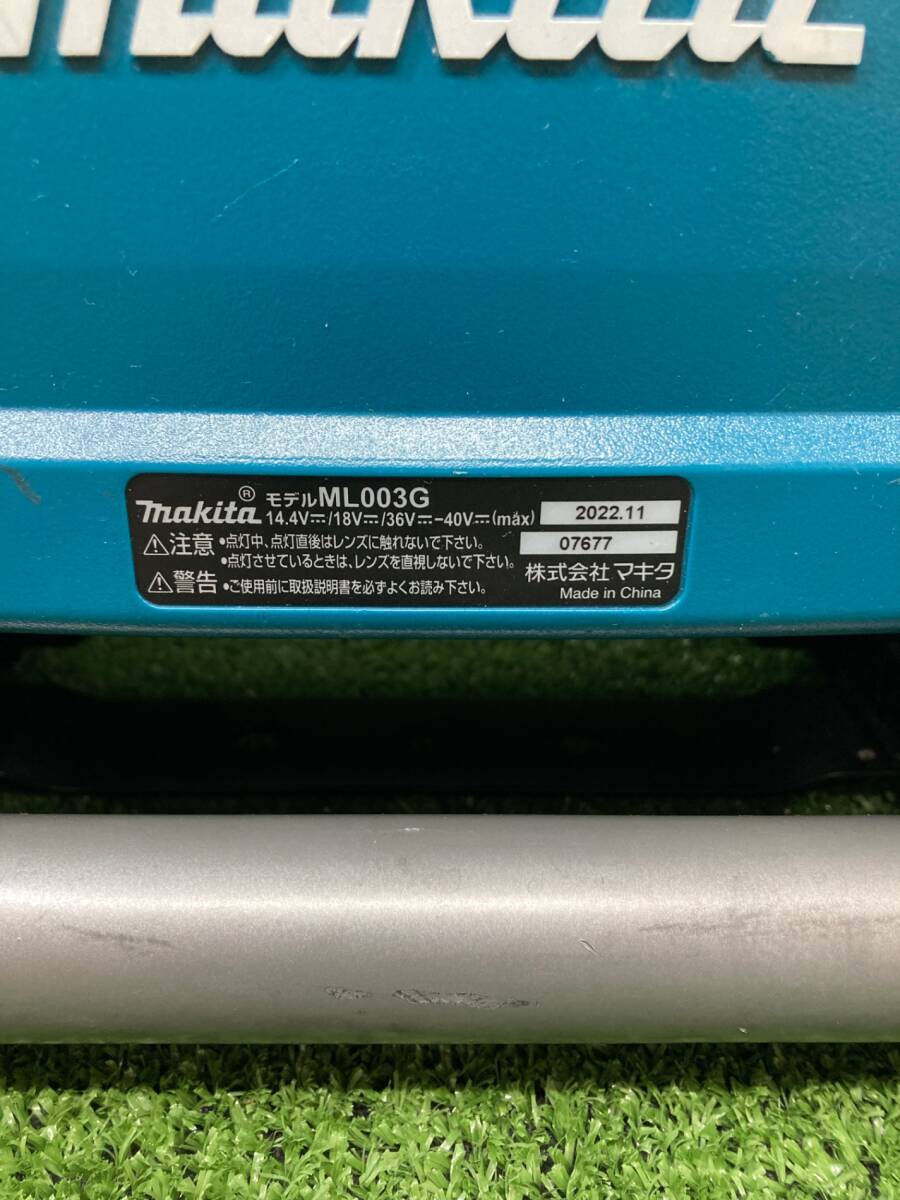 makita
makita® モデルML003G
14.4V⎓/18V⎓/36V⎓-40V⎓(max) 2022.11
⚠注意 •点灯中、点灯直後はレンズに触れないで下さい。 07677
•点灯させているときは、レンズを直視しないで下さい。 株式会社マキタ
⚠警告 •ご使用前に取扱説明書を必ずよくお読み下さい。 Made in China